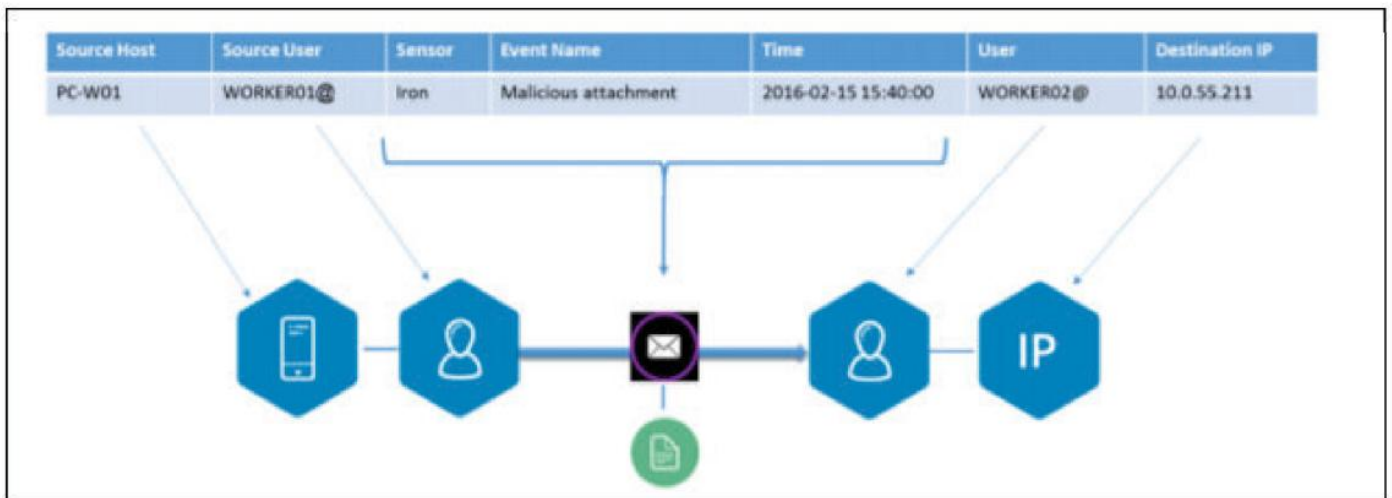 Source Host Source User Sensor Event Name Time User Destination IP
PC-W01 WORKER01@ Iron Malicious attachment 2016-02-15 15:40:00 WORKER02@ 10.0.55.211
IP